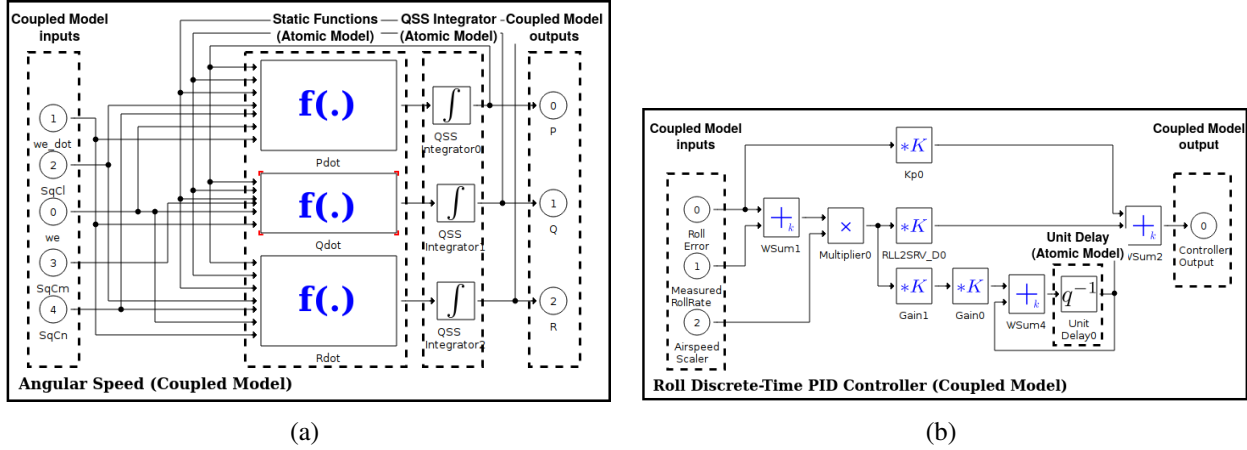 Coupled Model
inputs
Static Functions
(Atomic Model)
QSS Integrator
(Atomic Model)
Coupled Model
outputs
1
we_dot
2
SqCl
0
we
3
SqCm
4
SqCn
f(.)
Pdot
f(.)
Qdot
f(.)
Rdot
∫
QSS
Integrator0
∫
QSS
Integrator1
∫
QSS
Integrator2
0
P
1
Q
2
R
Angular Speed (Coupled Model)
(a)
Coupled Model
inputs
Coupled Model
output
0
Roll
Error
1
Measured
RollRate
2
Airspeed
Scaler
+k
WSum1
×
Multiplier0
*K
Kp0
*K
RLL2SRV_D0
*K
Gain1
*K
Gain0
+k
WSum4
Unit Delay
(Atomic Model)
q⁻¹
Unit
Delay0
+k
WSum2
0
Controller
Output
Roll Discrete-Time PID Controller (Coupled Model)
(b)